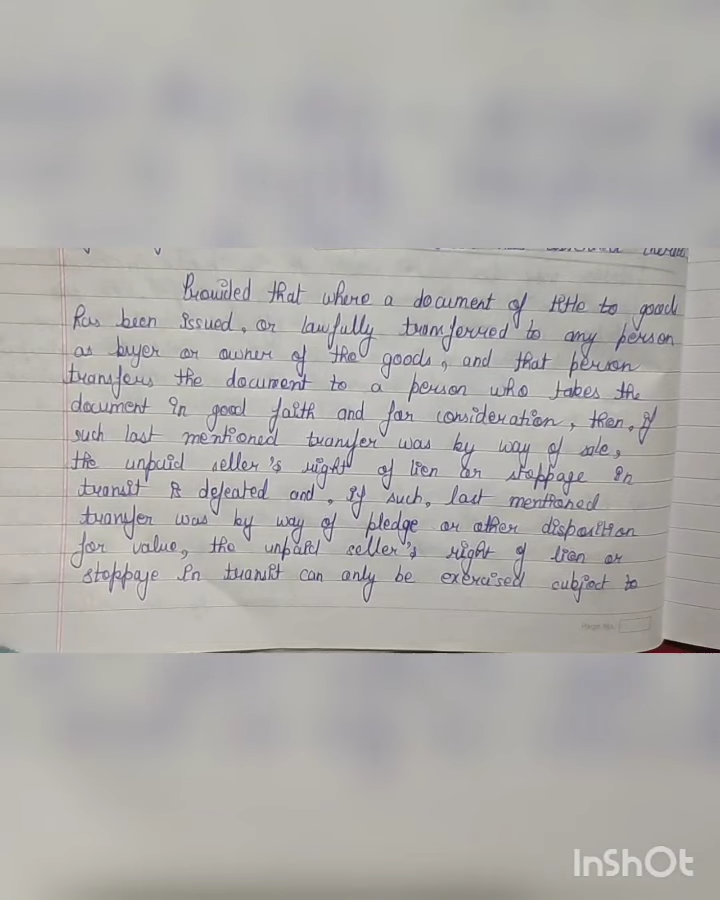 Provided that where a document of title to good
has been issued, or lawfully transferred to any person
as buyer or owner of the goods, and that person
transfers the document to a person who takes the
document in good faith and for consideration, then, if
such last mentioned transfer was by way of sale,
the unpaid seller's right of lien or stoppage in
transit is defeated and, if such, last mentioned
transfer was by way of pledge or other disposition
for value, the unpaid seller's right of lien or
stoppage in transit can only be exercised subject to
Page No.
InShOt